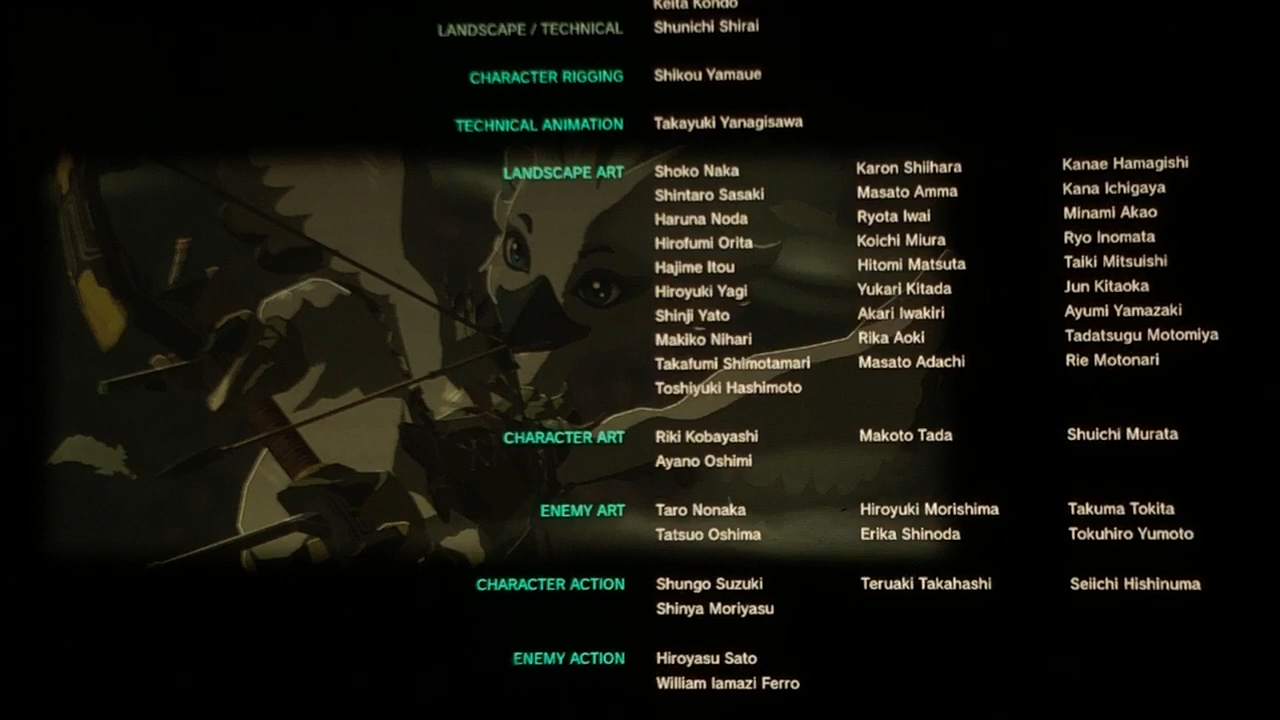 Keita Kondo
LANDSCAPE / TECHNICAL Shunichi Shirai
CHARACTER RIGGING Shikou Yamaue
TECHNICAL ANIMATION Takayuki Yanagisawa
LANDSCAPE ART Shoko Naka Karon Shiihara Kanae Hamagishi
Shintaro Sasaki Masato Amma Kana Ichigaya
Haruna Noda Ryota Iwai Minami Akao
Hirofumi Orita Koichi Miura Ryo Inomata
Hajime Itou Hitomi Matsuta Taiki Mitsuishi
Hiroyuki Yagi Yukari Kitada Jun Kitaoka
Shinji Yato Akari Iwakiri Ayumi Yamazaki
Makiko Nihari Rika Aoki Tadatsugu Motomiya
Takafumi Shimotamari Masato Adachi Rie Motonari
Toshiyuki Hashimoto
CHARACTER ART Riki Kobayashi Makoto Tada Shuichi Murata
Ayano Oshimi
ENEMY ART Taro Nonaka Hiroyuki Morishima Takuma Tokita
Tatsuo Oshima Erika Shinoda Tokuhiro Yumoto
CHARACTER ACTION Shungo Suzuki Teruaki Takahashi Seiichi Hishinuma
Shinya Moriyasu
ENEMY ACTION Hiroyasu Sato
William Iamazi Ferro